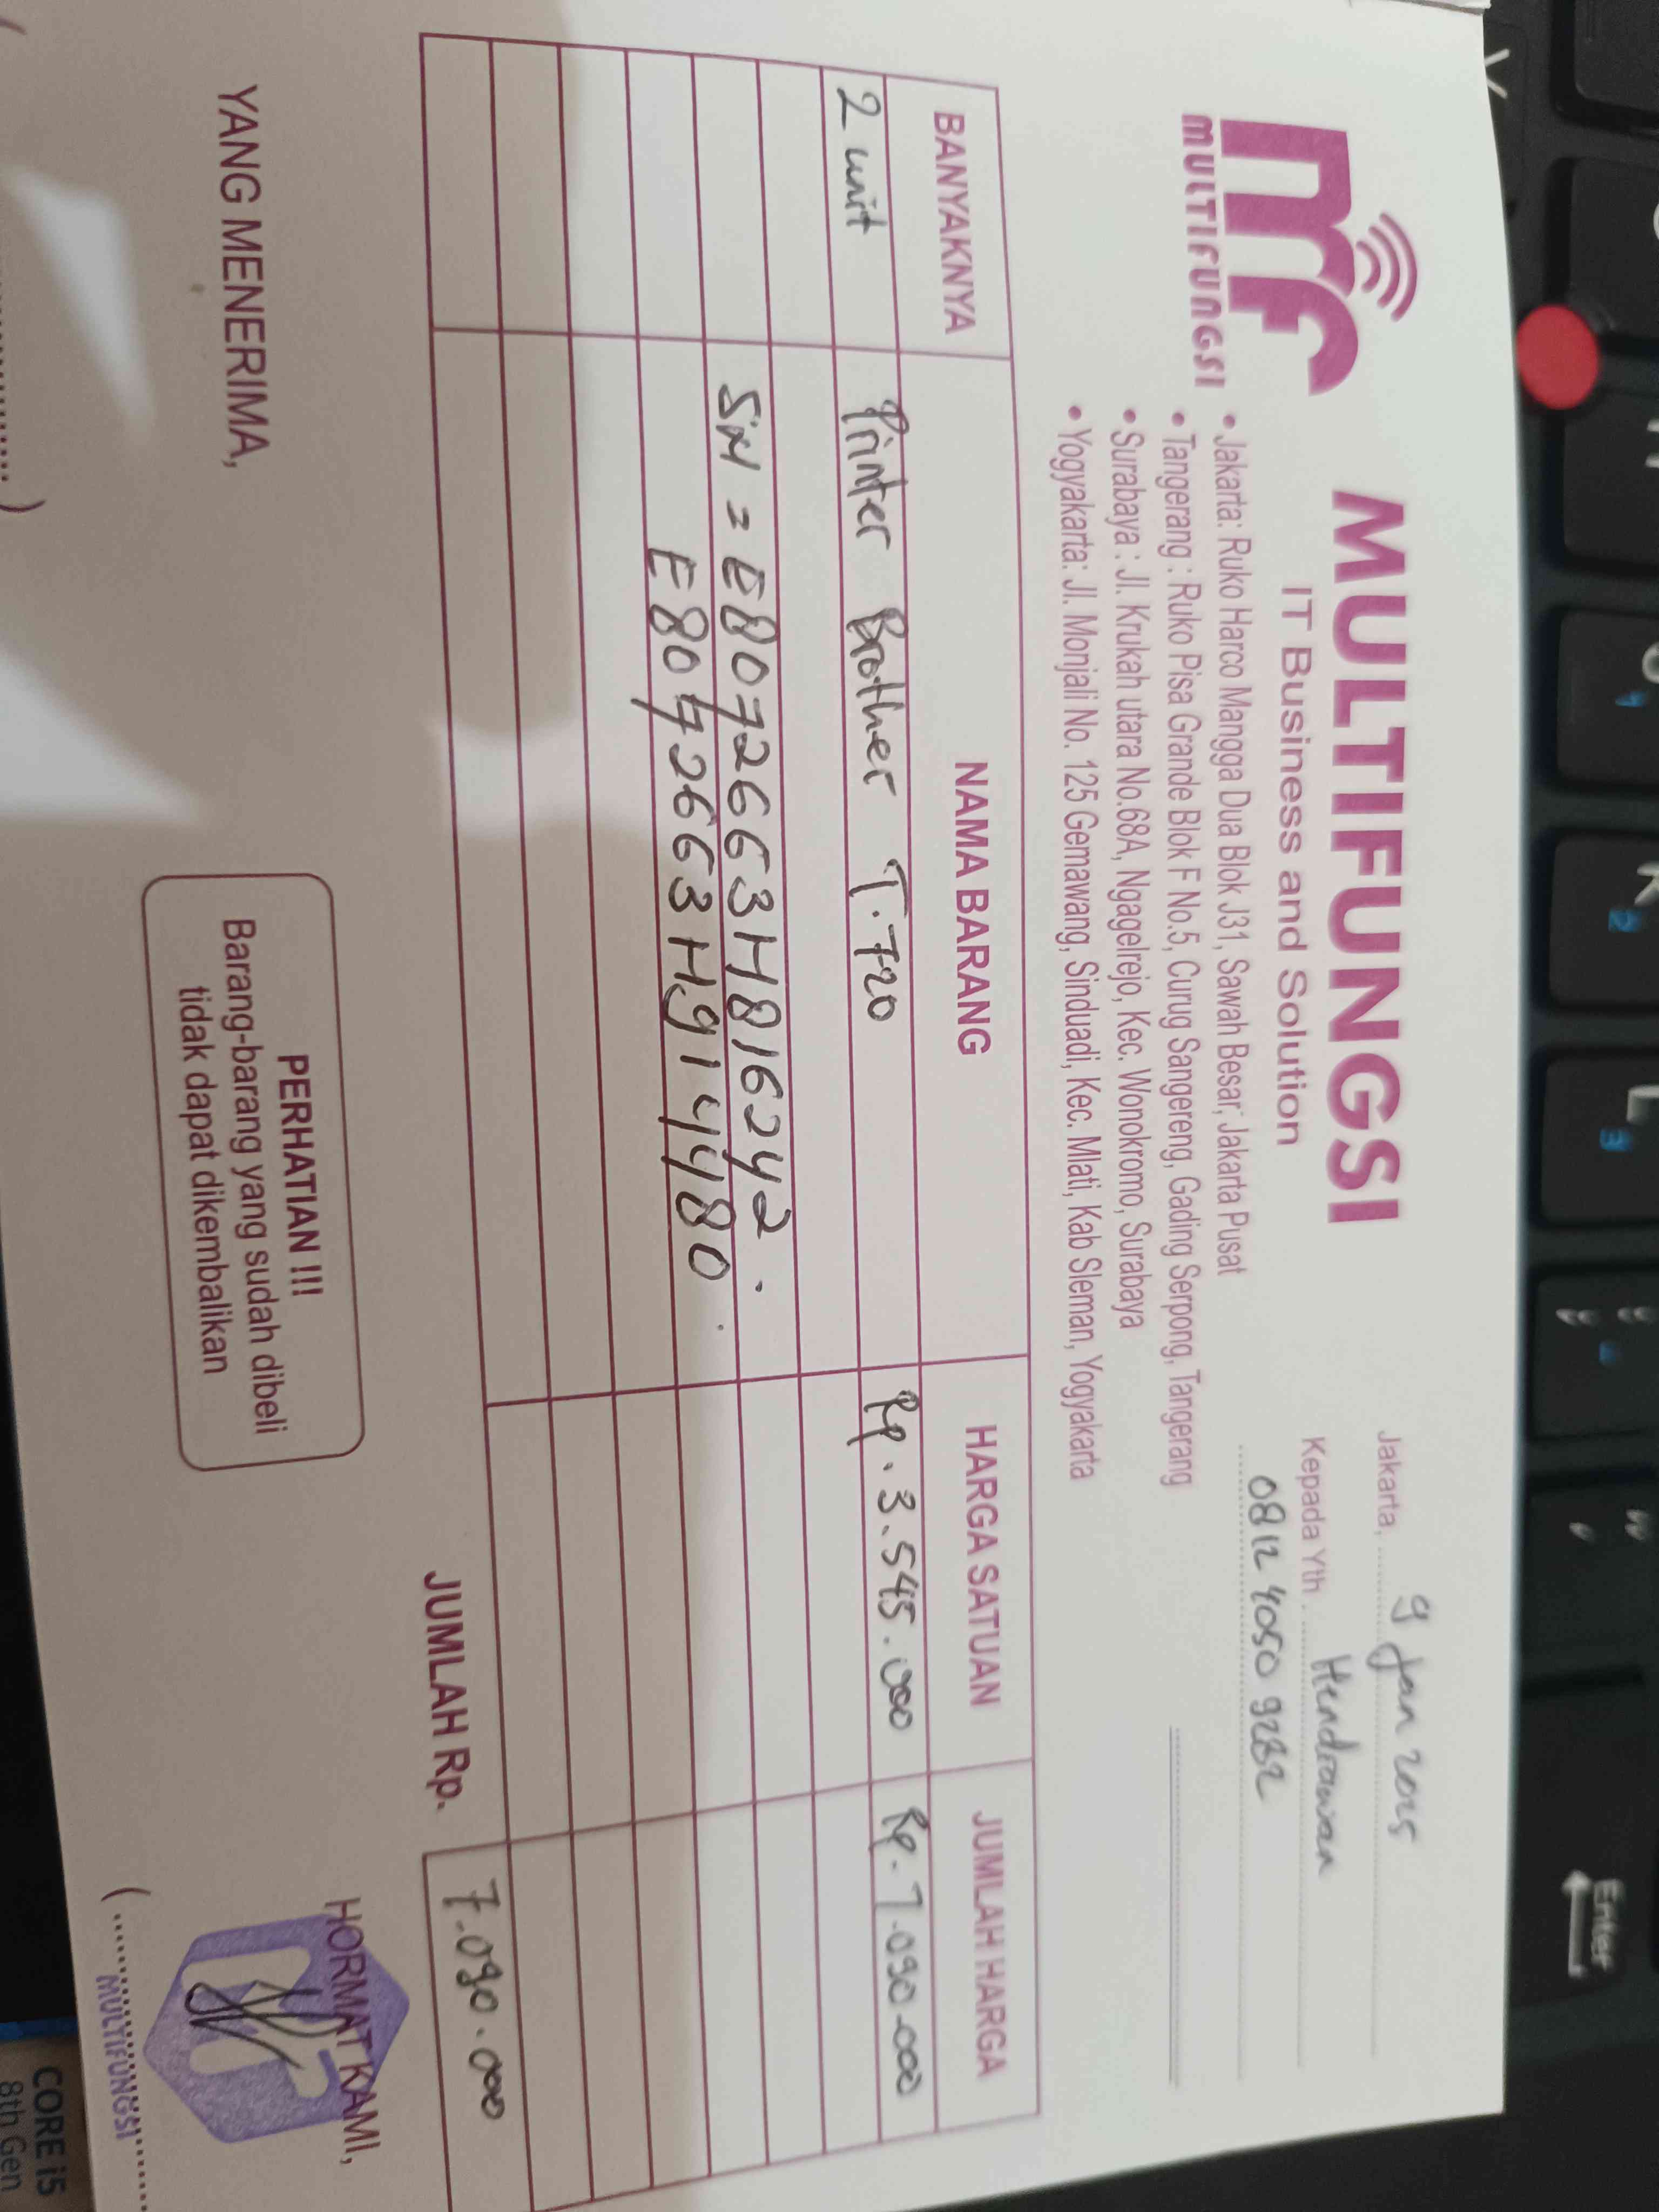 MULTIFUNGSI
MULTIFUNGSI
IT Business and Solution
• Jakarta: Ruko Harco Mangga Dua Blok J31, Sawah Besar, Jakarta Pusat
• Tangerang : Ruko Pisa Grande Blok F No.5, Curug Sangereng, Gading Serpong, Tangerang
• Surabaya : Jl. Krukah utara No.68A, Ngagelrejo, Kec. Wonokromo, Surabaya
• Yogyakarta: Jl. Monjali No. 125 Gemawang, Sinduadi, Kec. Mlati, Kab Sleman, Yogyakarta
Jakarta, 9 Jan 2025
Kepada Yth Hendrawan
0812 4050 9282
BANYAKNYA NAMA BARANG HARGA SATUAN JUMLAH HARGA
2 unit Printer Brother T.720 Rp. 3.545.000 Rp. 7.090.000
S/N = E80726663H816242.
E80726663H914480.
JUMLAH Rp. 7.090.000
YANG MENERIMA,
PERHATIAN !!!
Barang-barang yang sudah dibeli
tidak dapat dikembalikan
HORMAT KAMI,
MULTIFUNGSI
Enter
CORE i5
8th Gen